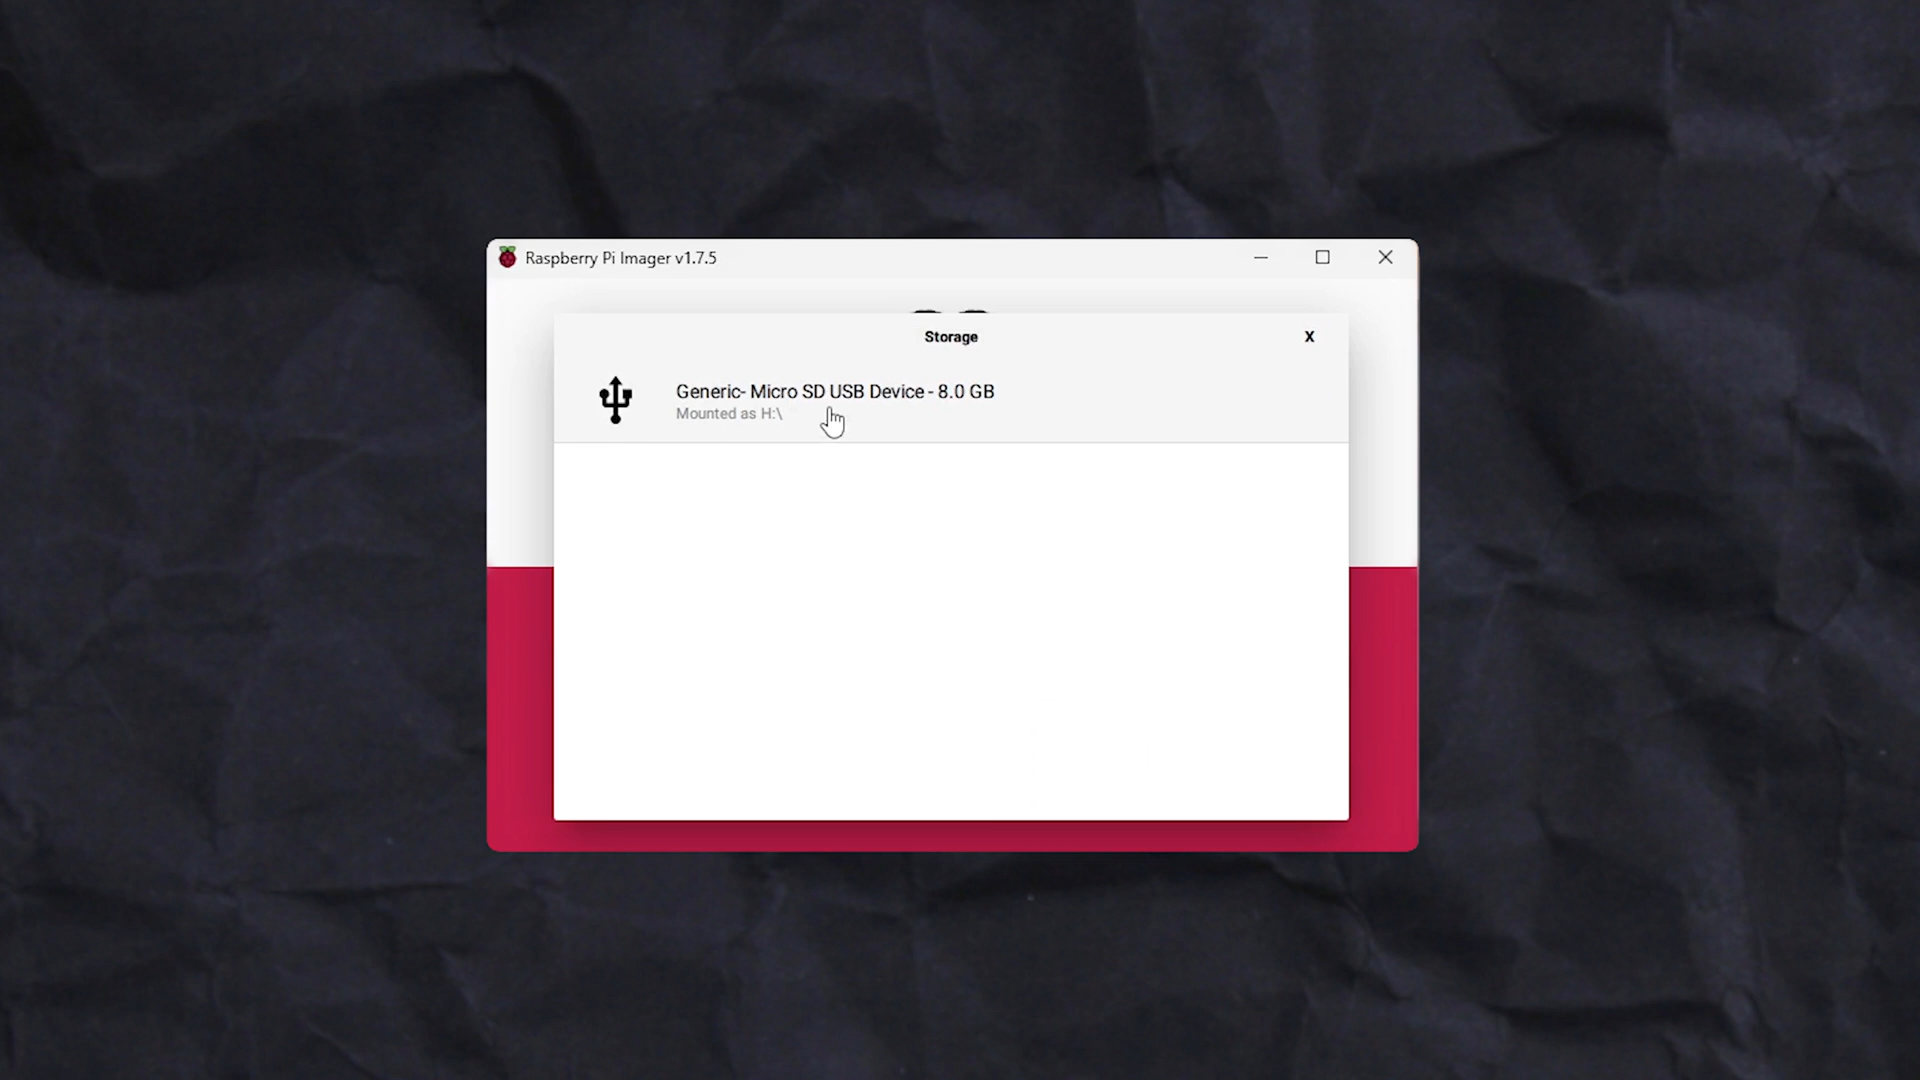 Raspberry Pi Imager v1.7.5
Storage
X
Generic- Micro SD USB Device - 8.0 GB
Mounted as H:\